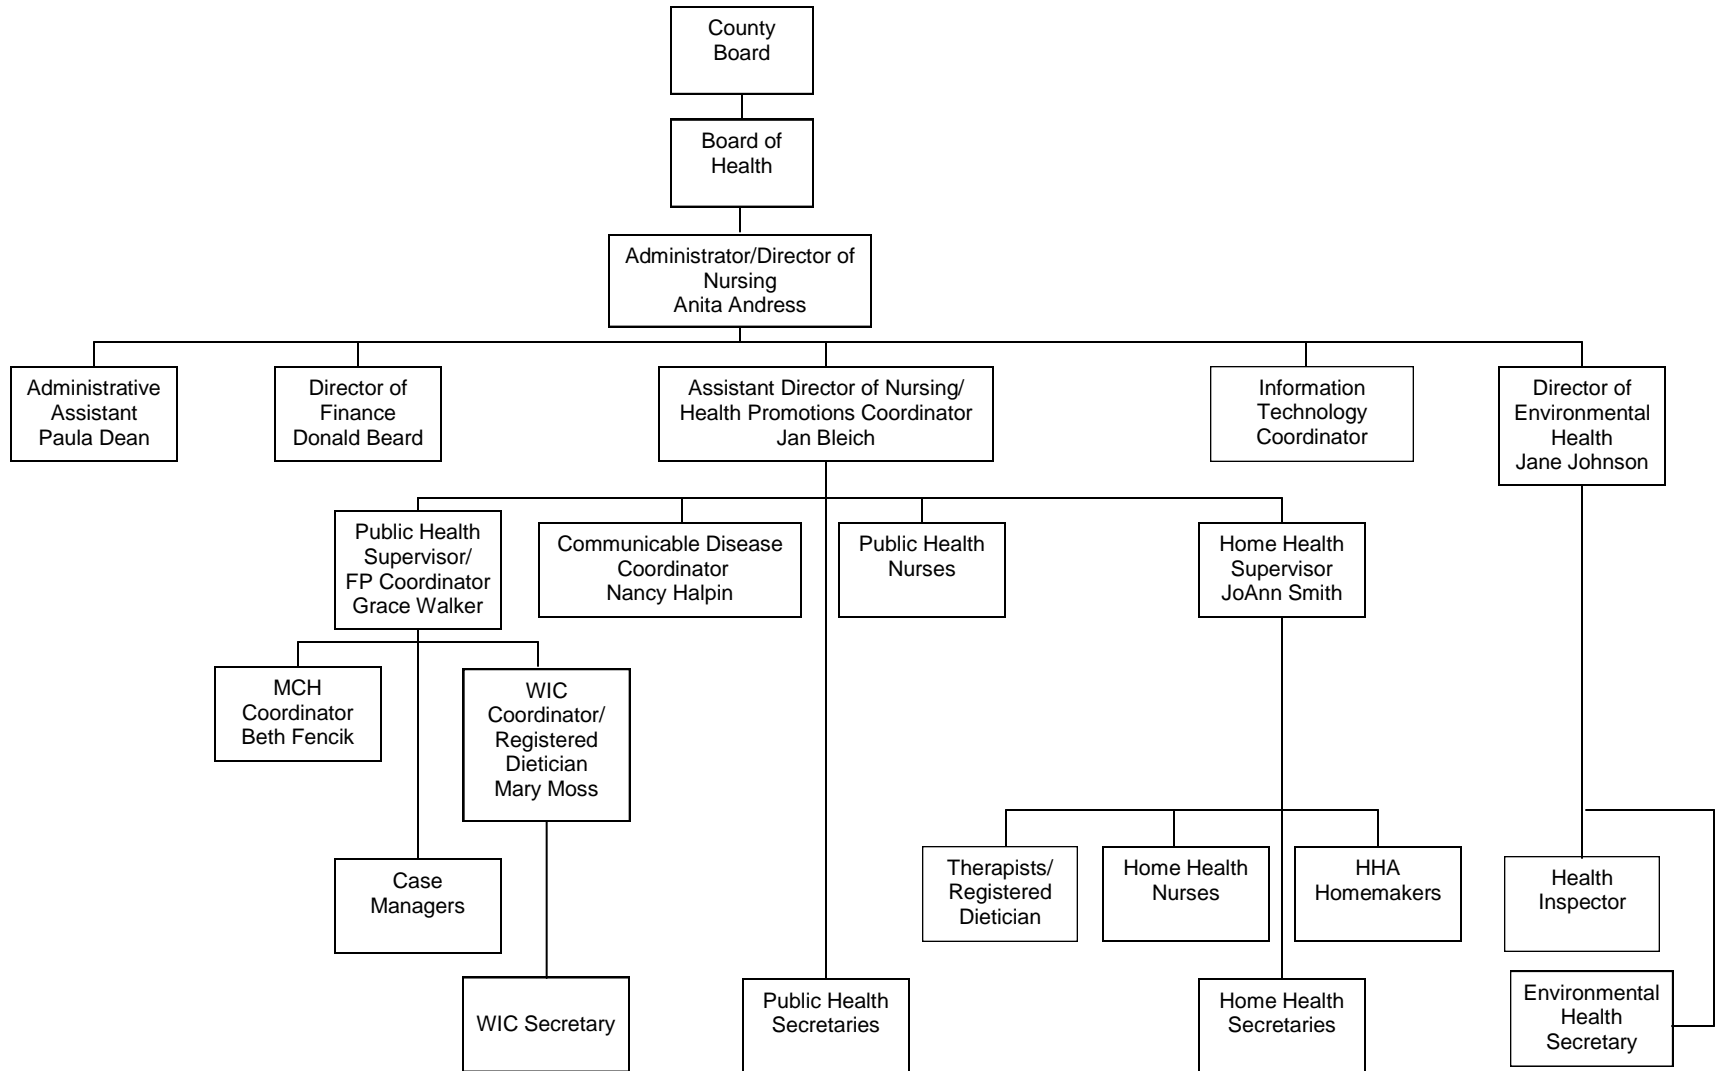 County
Board
Board of
Health
Administrator/Director of
Nursing
Anita Andress
Administrative
Assistant
Paula Dean
Director of
Finance
Donald Beard
Assistant Director of Nursing/
Health Promotions Coordinator
Jan Bleich
Information
Technology
Coordinator
Director of
Environmental
Health
Jane Johnson
Public Health
Supervisor/
FP Coordinator
Grace Walker
Communicable Disease
Coordinator
Nancy Halpin
Public Health
Nurses
Home Health
Supervisor
JoAnn Smith
MCH
Coordinator
Beth Fencik
WIC
Coordinator/
Registered
Dietician
Mary Moss
Case
Managers
Therapists/
Registered
Dietician
Home Health
Nurses
HHA
Homemakers
Health
Inspector
WIC Secretary
Public Health
Secretaries
Home Health
Secretaries
Environmental
Health
Secretary